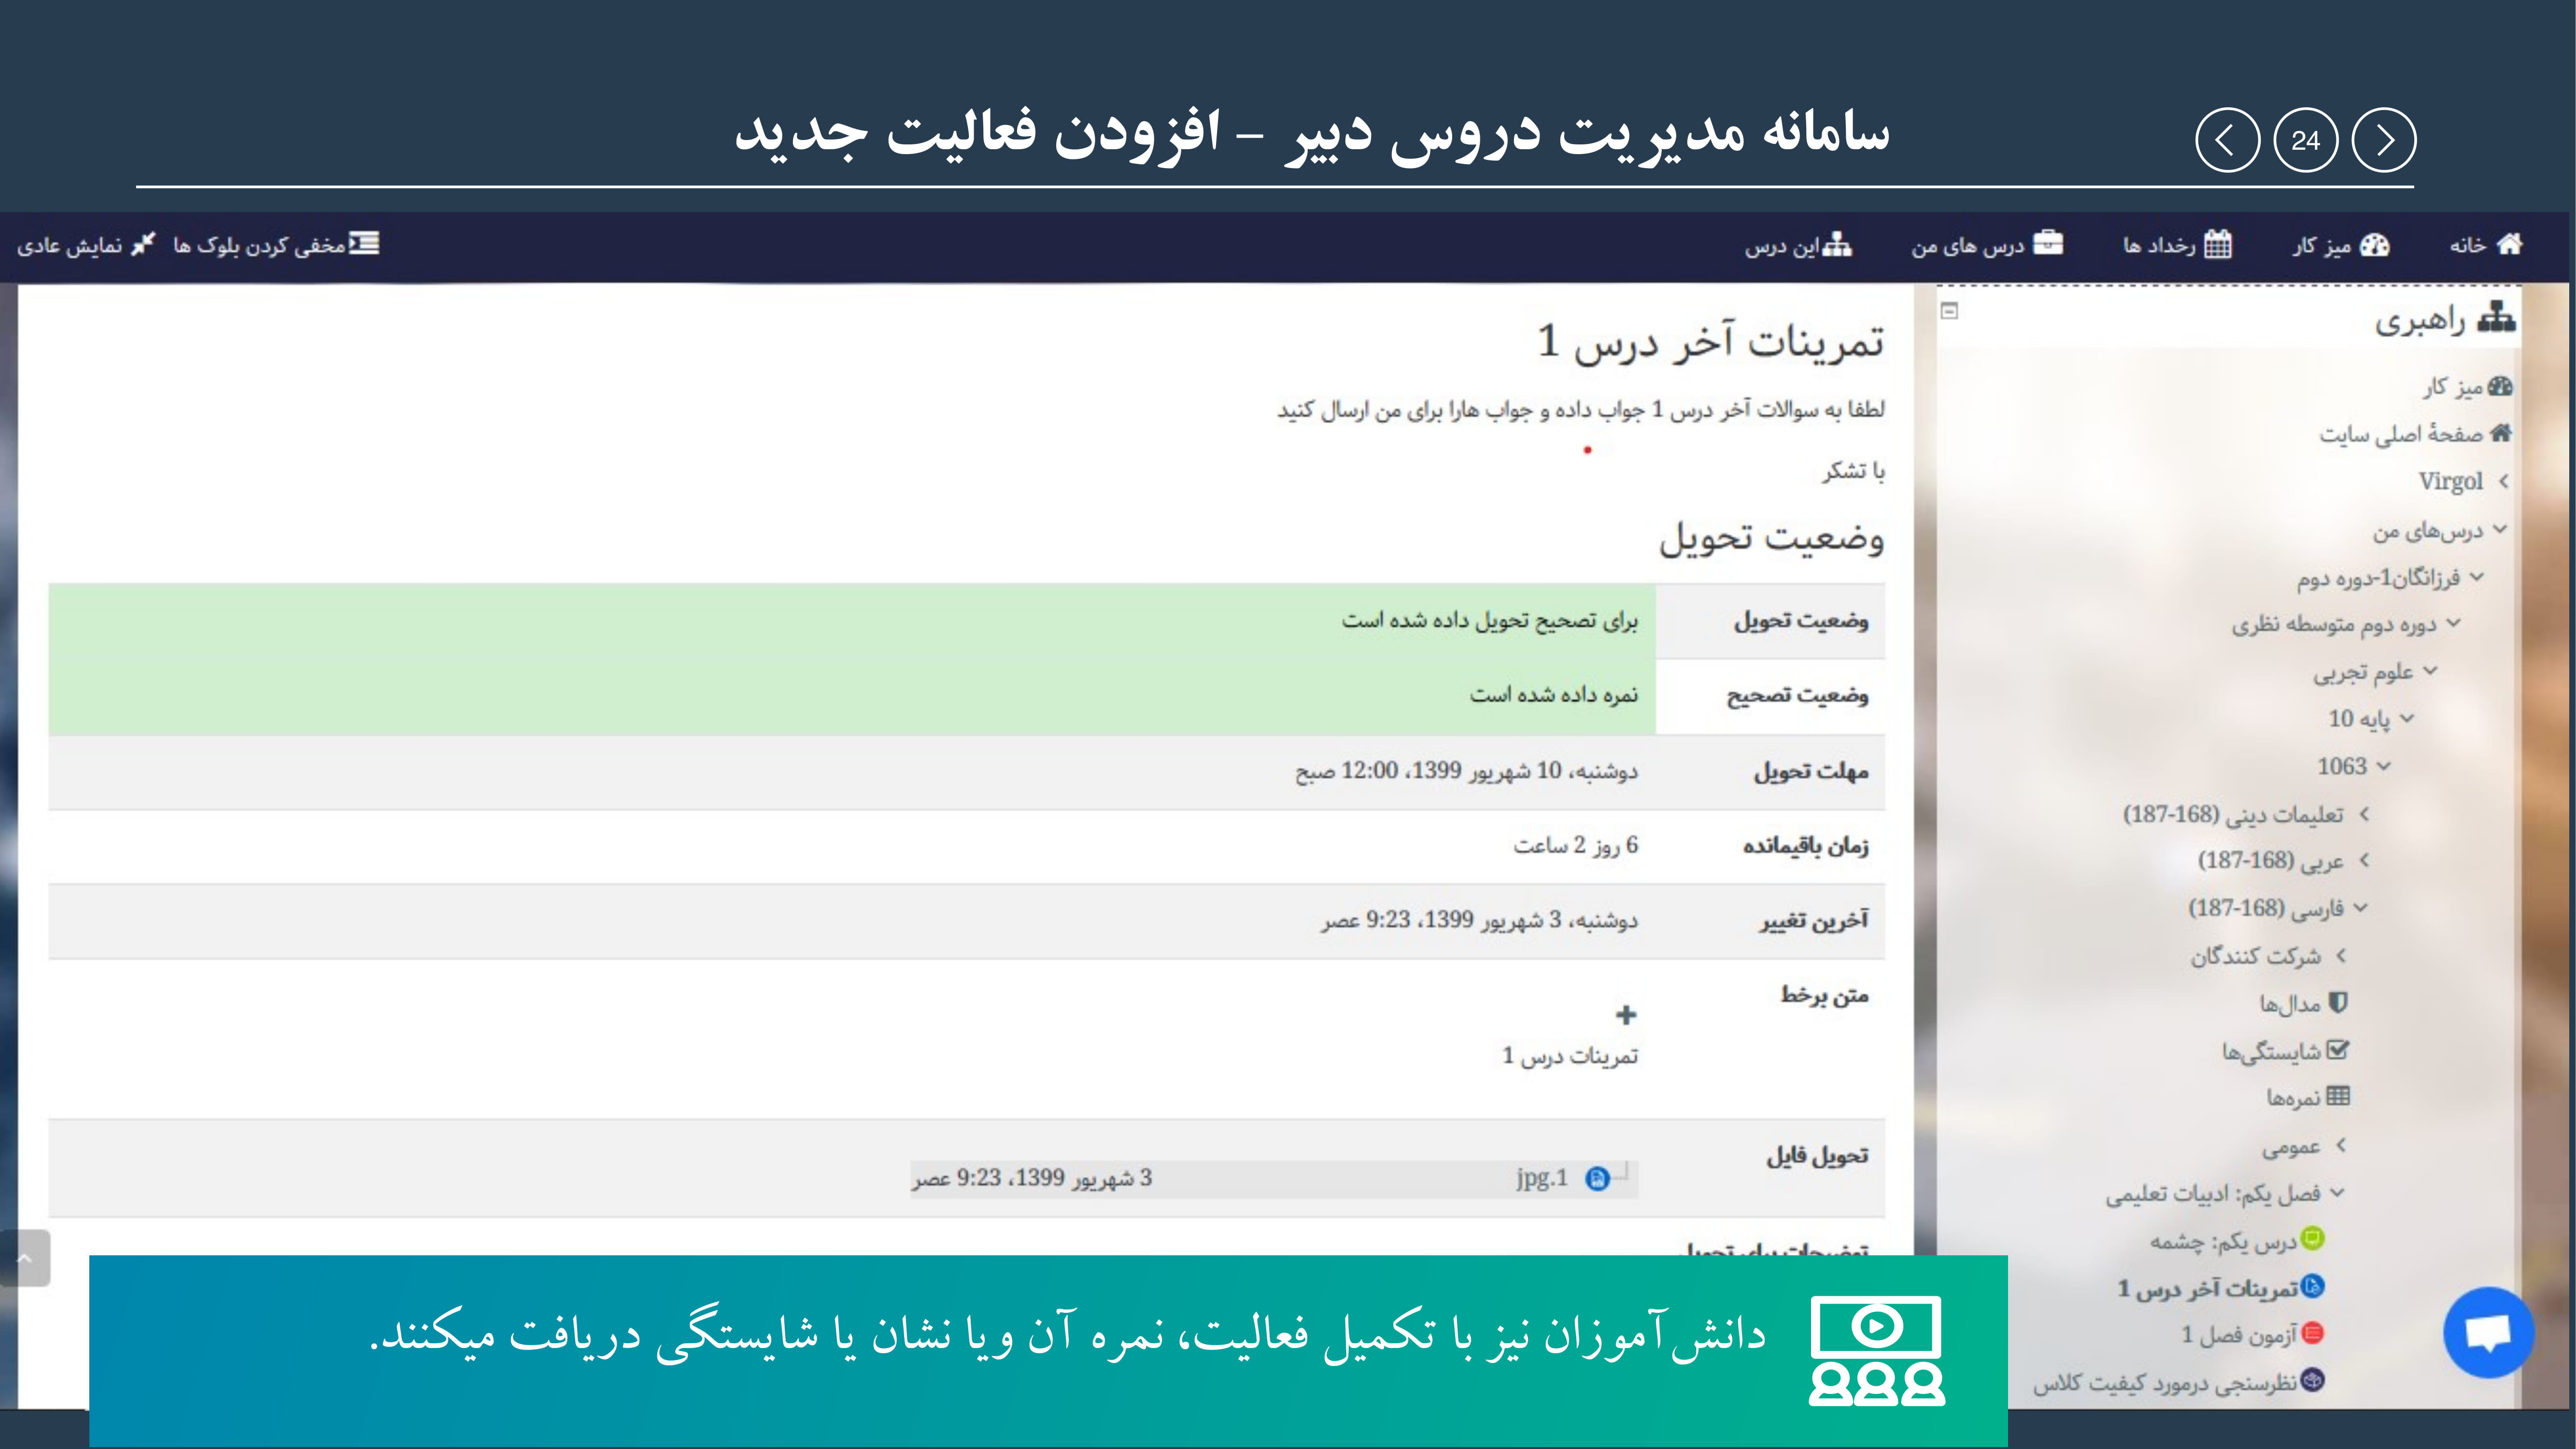 سامانه مدیریت دروس دبیر – افزودن فعالیت جدید
24
خانه
میز کار
رخداد ها
درس های من
این درس
مخفی کردن بلوک ها
نمایش عادی
راهبری
میز کار
صفحهٔ اصلی سایت
Virgol
درس‌های من
فرزانگان1-دوره دوم
دوره دوم متوسطه نظری
علوم تجربی
پایه 10
1063
تعلیمات دینی (168-187)
عربی (168-187)
فارسی (168-187)
شرکت کنندگان
مدال‌ها
شایستگی‌ها
نمره‌ها
عمومی
فصل یکم: ادبیات تعلیمی
درس یکم: چشمه
تمرینات آخر درس 1
آزمون فصل 1
نظرسنجی درمورد کیفیت کلاس
تمرینات آخر درس 1
لطفا به سوالات آخر درس 1 جواب داده و جواب هارا برای من ارسال کنید
با تشکر
وضعیت تحویل
وضعیت تحویل برای تصحیح تحویل داده شده است
وضعیت تصحیح نمره داده شده است
مهلت تحویل دوشنبه، 10 شهریور 1399، 12:00 صبح
زمان باقیمانده 6 روز 2 ساعت
آخرین تغییر دوشنبه، 3 شهریور 1399، 9:23 عصر
متن برخط
تمرینات درس 1
تحویل فایل
jpg.1 3 شهریور 1399، 9:23 عصر
دانش‌آموزان نیز با تکمیل فعالیت، نمره آن ویا نشان یا شایستگی دریافت میکنند.